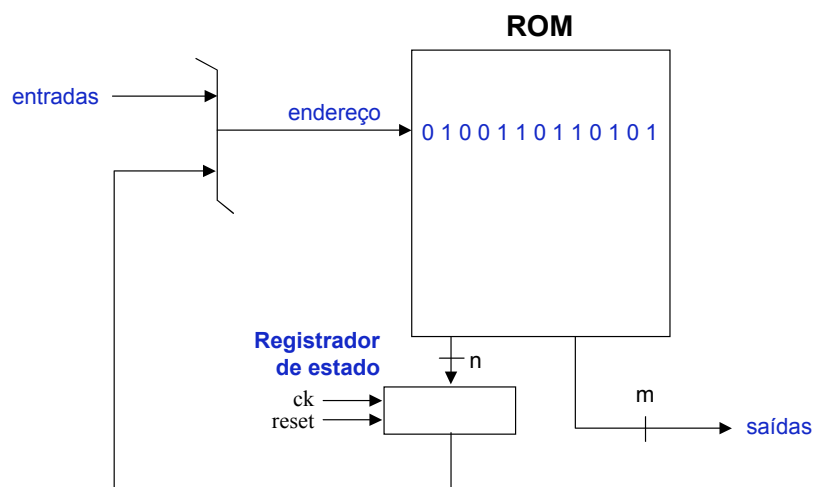 ROM
entradas
endereço
0 1 0 0 1 1 0 1 1 0 1 0 1
Registrador
de estado
n
ck
reset
m
saídas